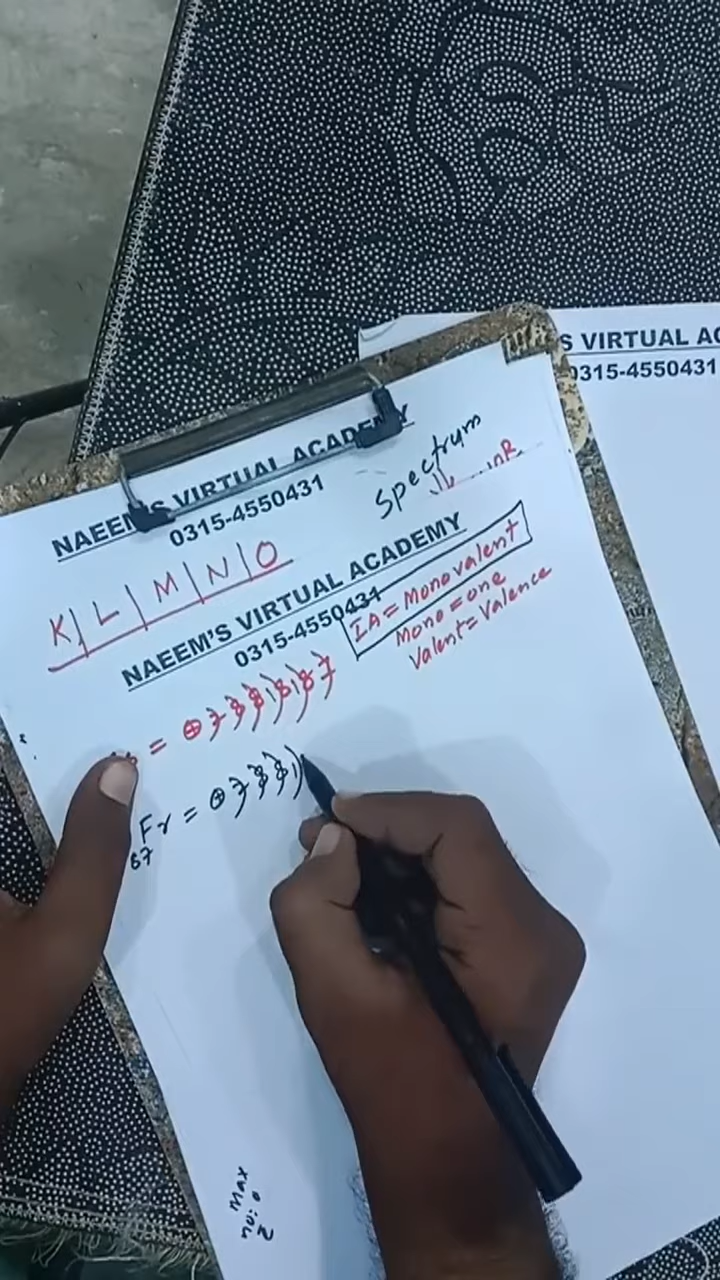 S VIRTUAL AC
0315-4550431
NAEEM'S VIRTUAL ACADEMY
0315-4550431
Spectrum
K | L | M | N | O
NAEEM'S VIRTUAL ACADEMY
0315-4550431
IA = Monovalent
Mono = one
Valent = Valence
Fr =
87
Max
no: o